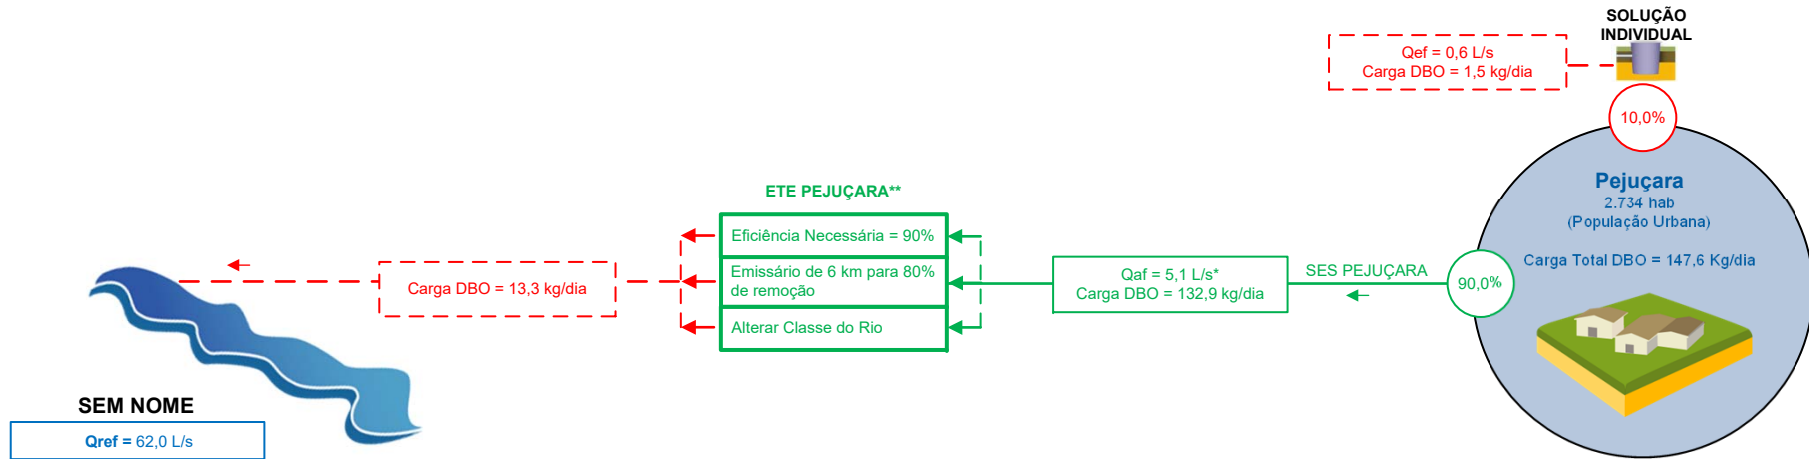 SOLUÇÃO
INDIVIDUAL
Qef = 0,6 L/s
Carga DBO = 1,5 kg/dia
10,0%
Pejuçara
2.734 hab
(População Urbana)
Carga Total DBO = 147,6 Kg/dia
90,0%
SES PEJUÇARA
Qaf = 5,1 L/s*
Carga DBO = 132,9 kg/dia
ETE PEJUÇARA**
Eficiência Necessária = 90%
Emissário de 6 km para 80%
de remoção
Alterar Classe do Rio
Carga DBO = 13,3 kg/dia
SEM NOME
Qref = 62,0 L/s